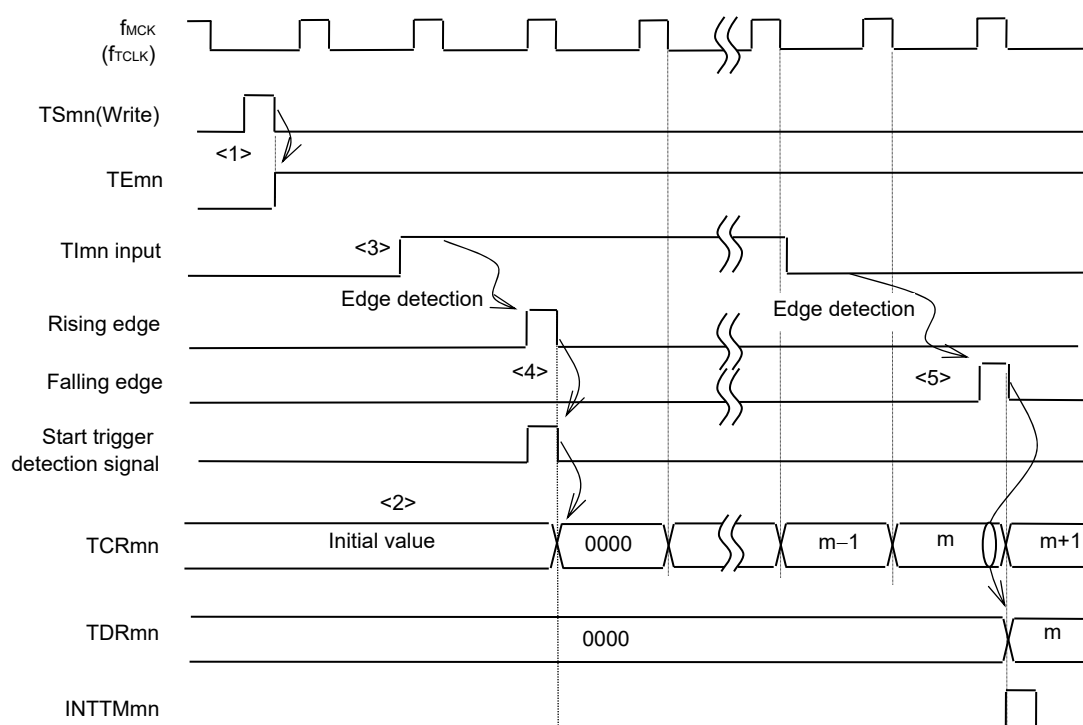 fMCK
(fTCLK)
TSmn(Write)
<1>
TEmn
TImn input
<3>
Edge detection
Edge detection
Rising edge
<4>
<5>
Falling edge
Start trigger
detection signal
<2>
TCRmn
Initial value
0000
m−1
m
m+1
TDRmn
0000
m
INTTMmn